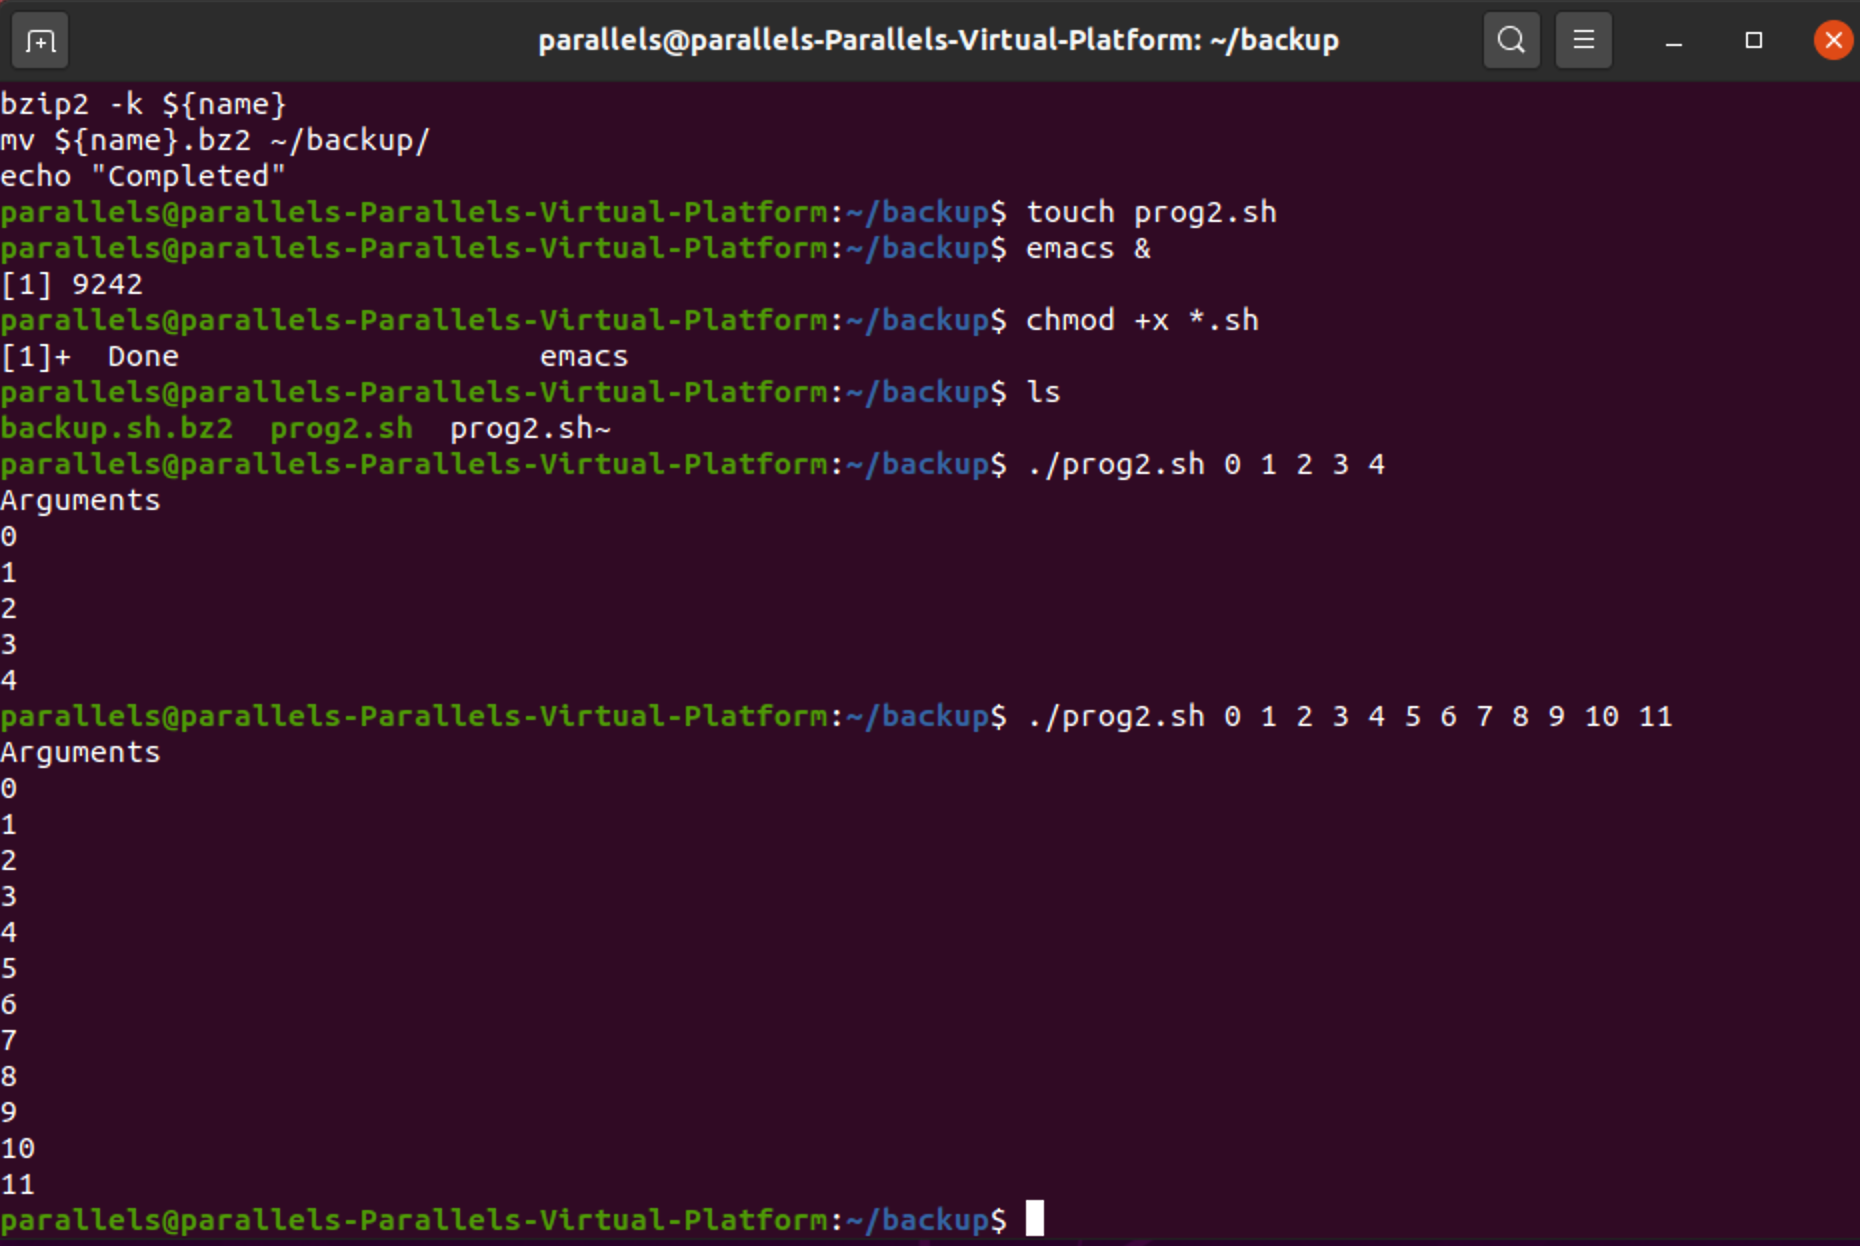 parallels@parallels-Parallels-Virtual-Platform: ~/backup
bzip2 -k ${name}
mv ${name}.bz2 ~/backup/
echo "Completed"
parallels@parallels-Parallels-Virtual-Platform:~/backup$ touch prog2.sh
parallels@parallels-Parallels-Virtual-Platform:~/backup$ emacs &
[1] 9242
parallels@parallels-Parallels-Virtual-Platform:~/backup$ chmod +x *.sh
[1]+  Done                    emacs
parallels@parallels-Parallels-Virtual-Platform:~/backup$ ls
backup.sh.bz2  prog2.sh  prog2.sh~
parallels@parallels-Parallels-Virtual-Platform:~/backup$ ./prog2.sh 0 1 2 3 4
Arguments
0
1
2
3
4
parallels@parallels-Parallels-Virtual-Platform:~/backup$ ./prog2.sh 0 1 2 3 4 5 6 7 8 9 10 11
Arguments
0
1
2
3
4
5
6
7
8
9
10
11
parallels@parallels-Parallels-Virtual-Platform:~/backup$